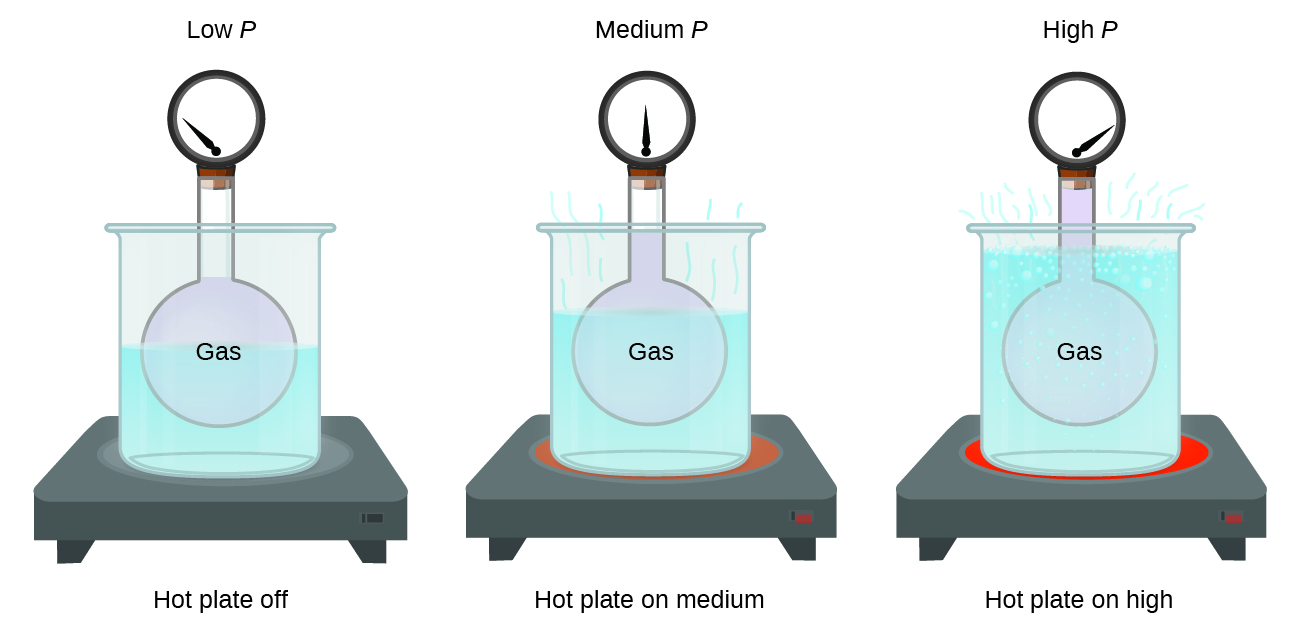 Low P
Medium P
High P
Gas
Gas
Gas
Hot plate off
Hot plate on medium
Hot plate on high